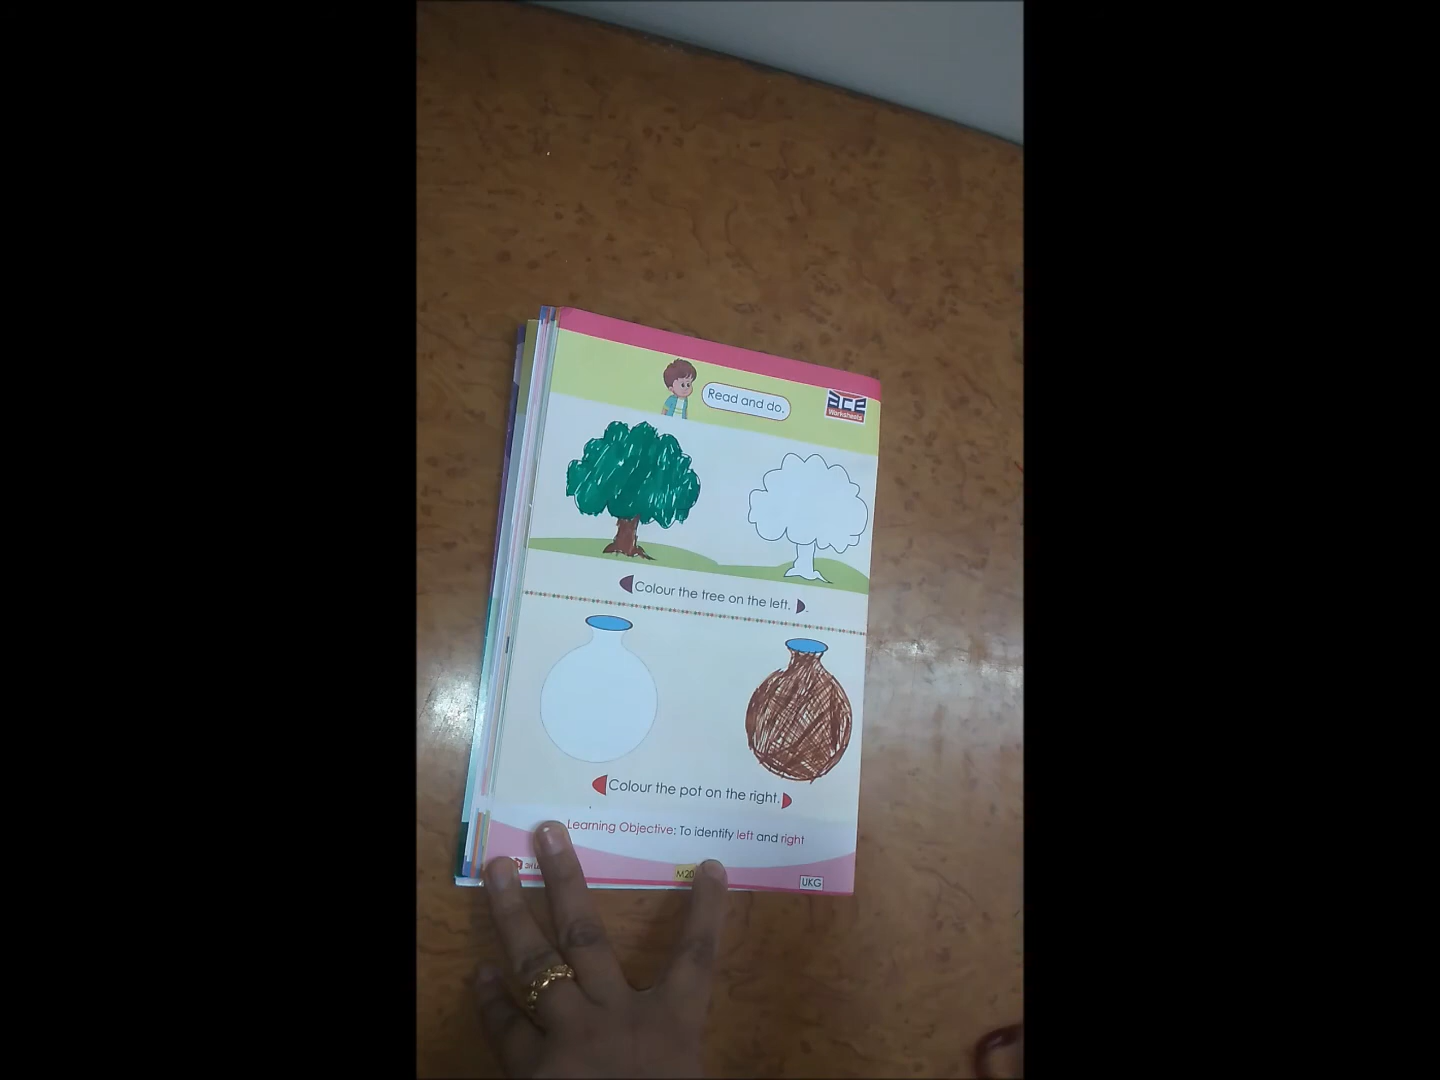 Read and do.
ace
Worksheets
Colour the tree on the left.
Colour the pot on the right.
Learning Objective: To identify left and right
M20
UKG